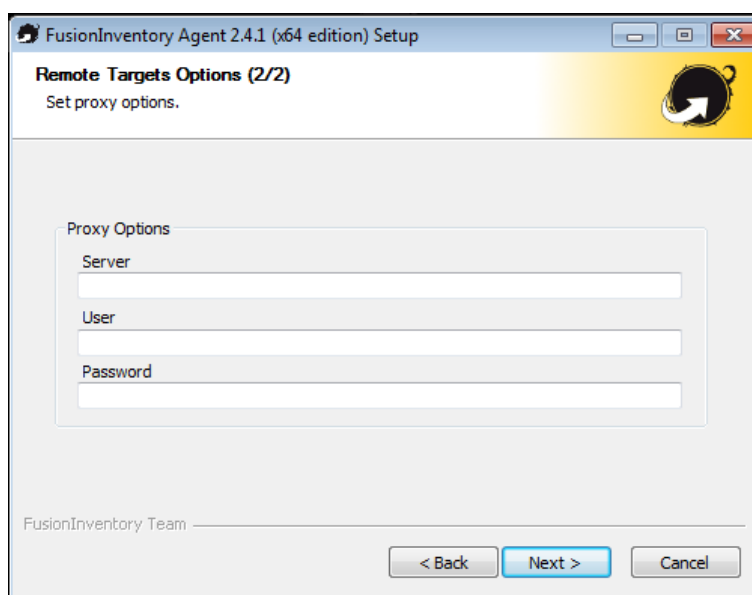 FusionInventory Agent 2.4.1 (x64 edition) Setup
Remote Targets Options (2/2)
Set proxy options.
Proxy Options
Server
User
Password
FusionInventory Team
< Back Next > Cancel